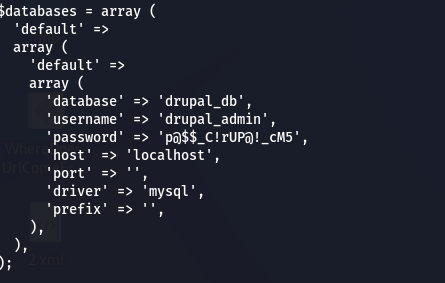 $databases = array (
'default' =>
array (
'default' =>
array (
'database' => 'drupal_db',
'username' => 'drupal_admin',
'password' => 'p@$$_C!rUP@!_cM5',
'host' => 'localhost',
'port' => '',
'driver' => 'mysql',
'prefix' => '',
),
),
);